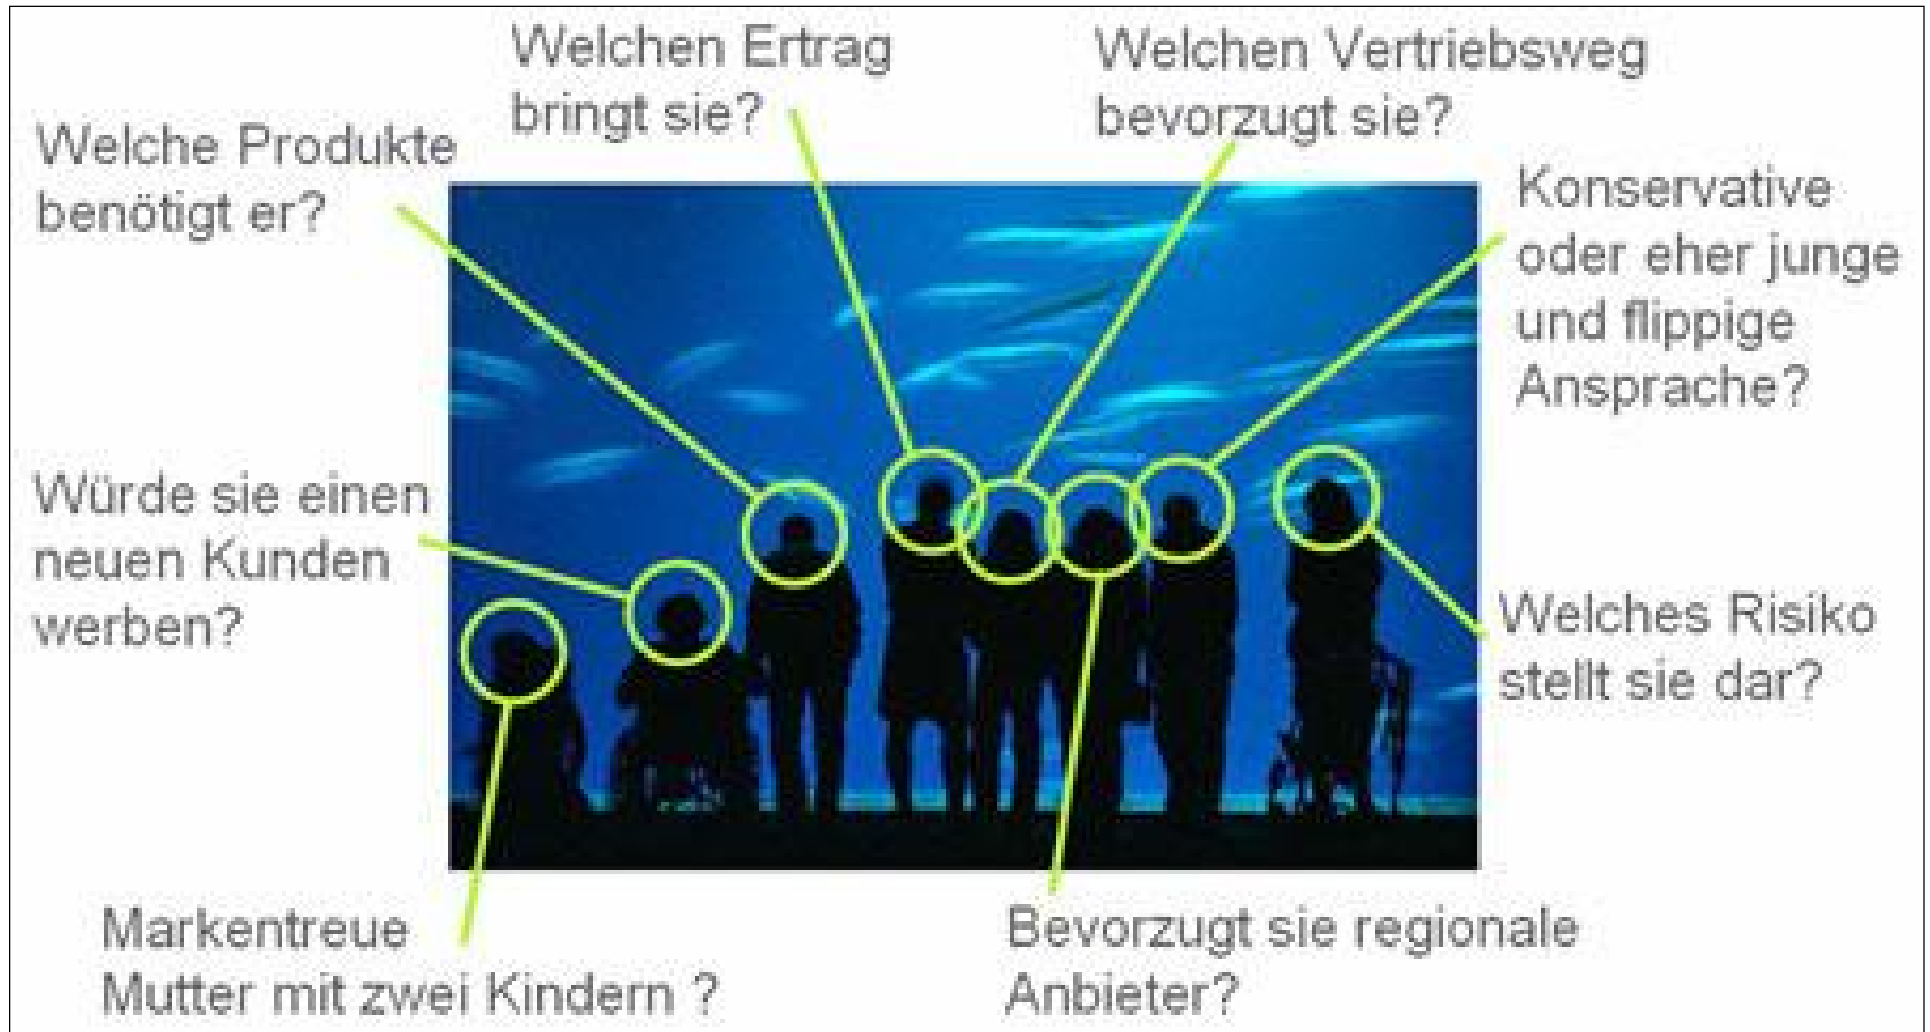 Welchen Ertrag
bringt sie?
Welchen Vertriebsweg
bevorzugt sie?
Welche Produkte
benötigt er?
Konservative
oder eher junge
und flippige
Ansprache?
Würde sie einen
neuen Kunden
werben?
Welches Risiko
stellt sie dar?
Markentreue
Mutter mit zwei Kindern ?
Bevorzugt sie regionale
Anbieter?